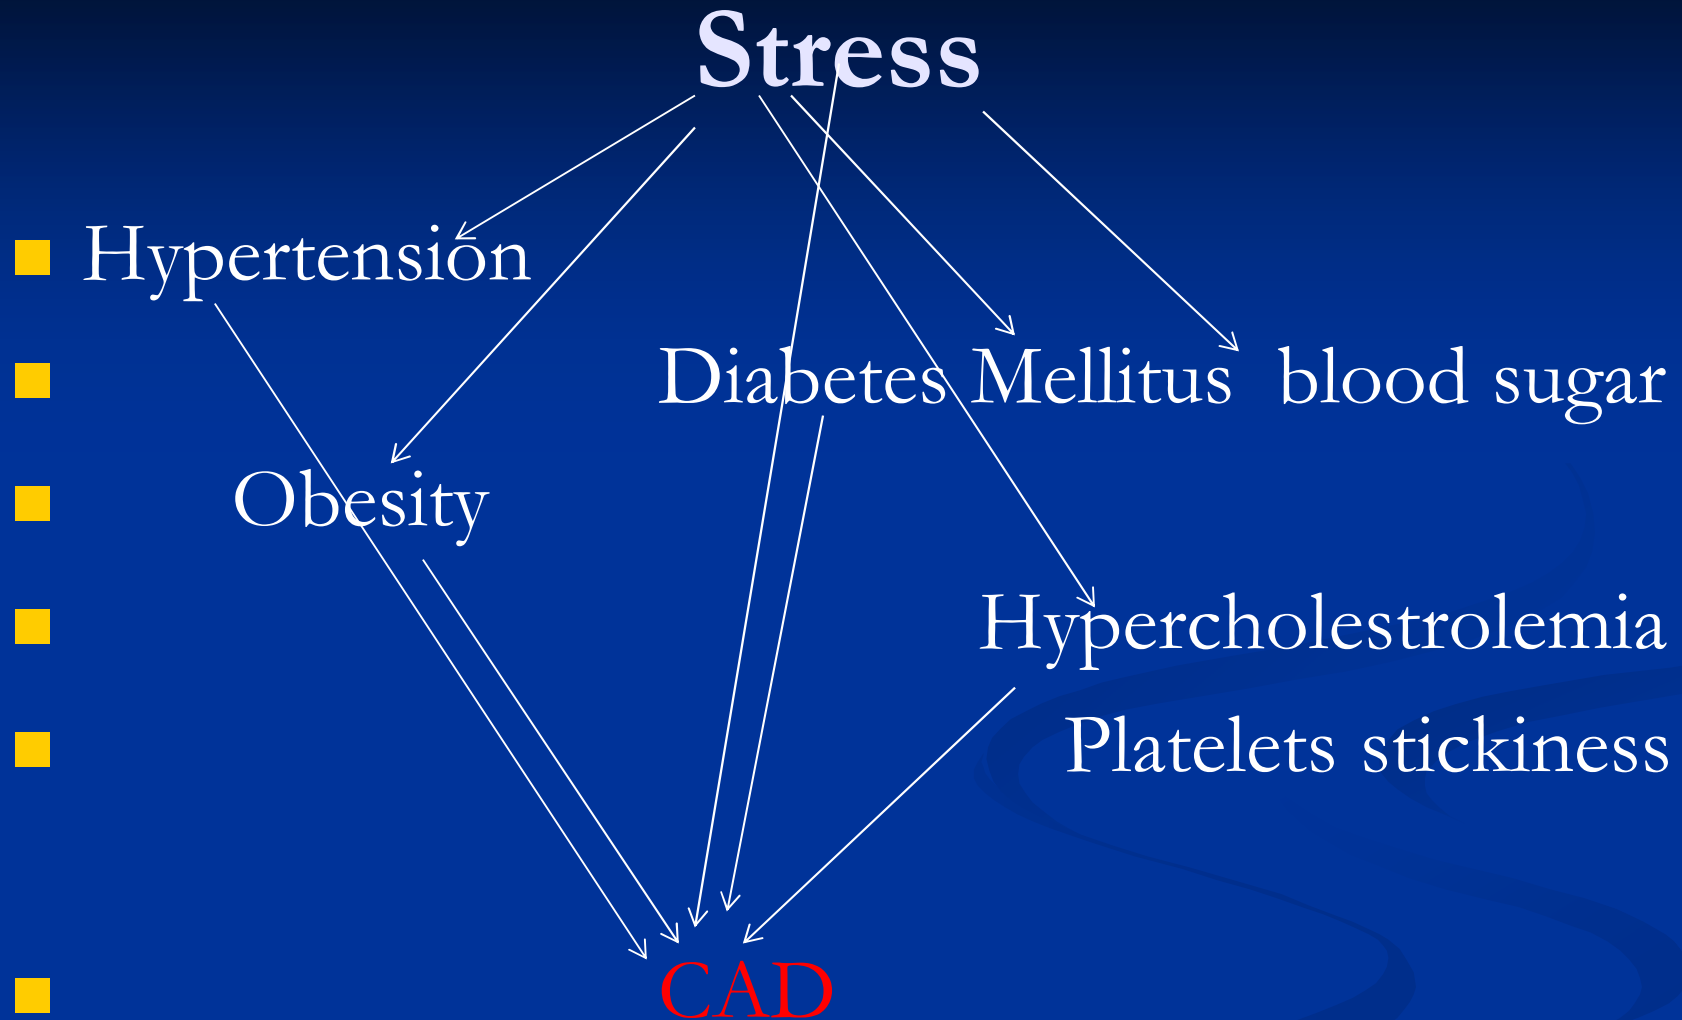 Stress
Hypertension
Diabetes Mellitus blood sugar
Obesity
Hypercholestrolemia
Platelets stickiness
CAD